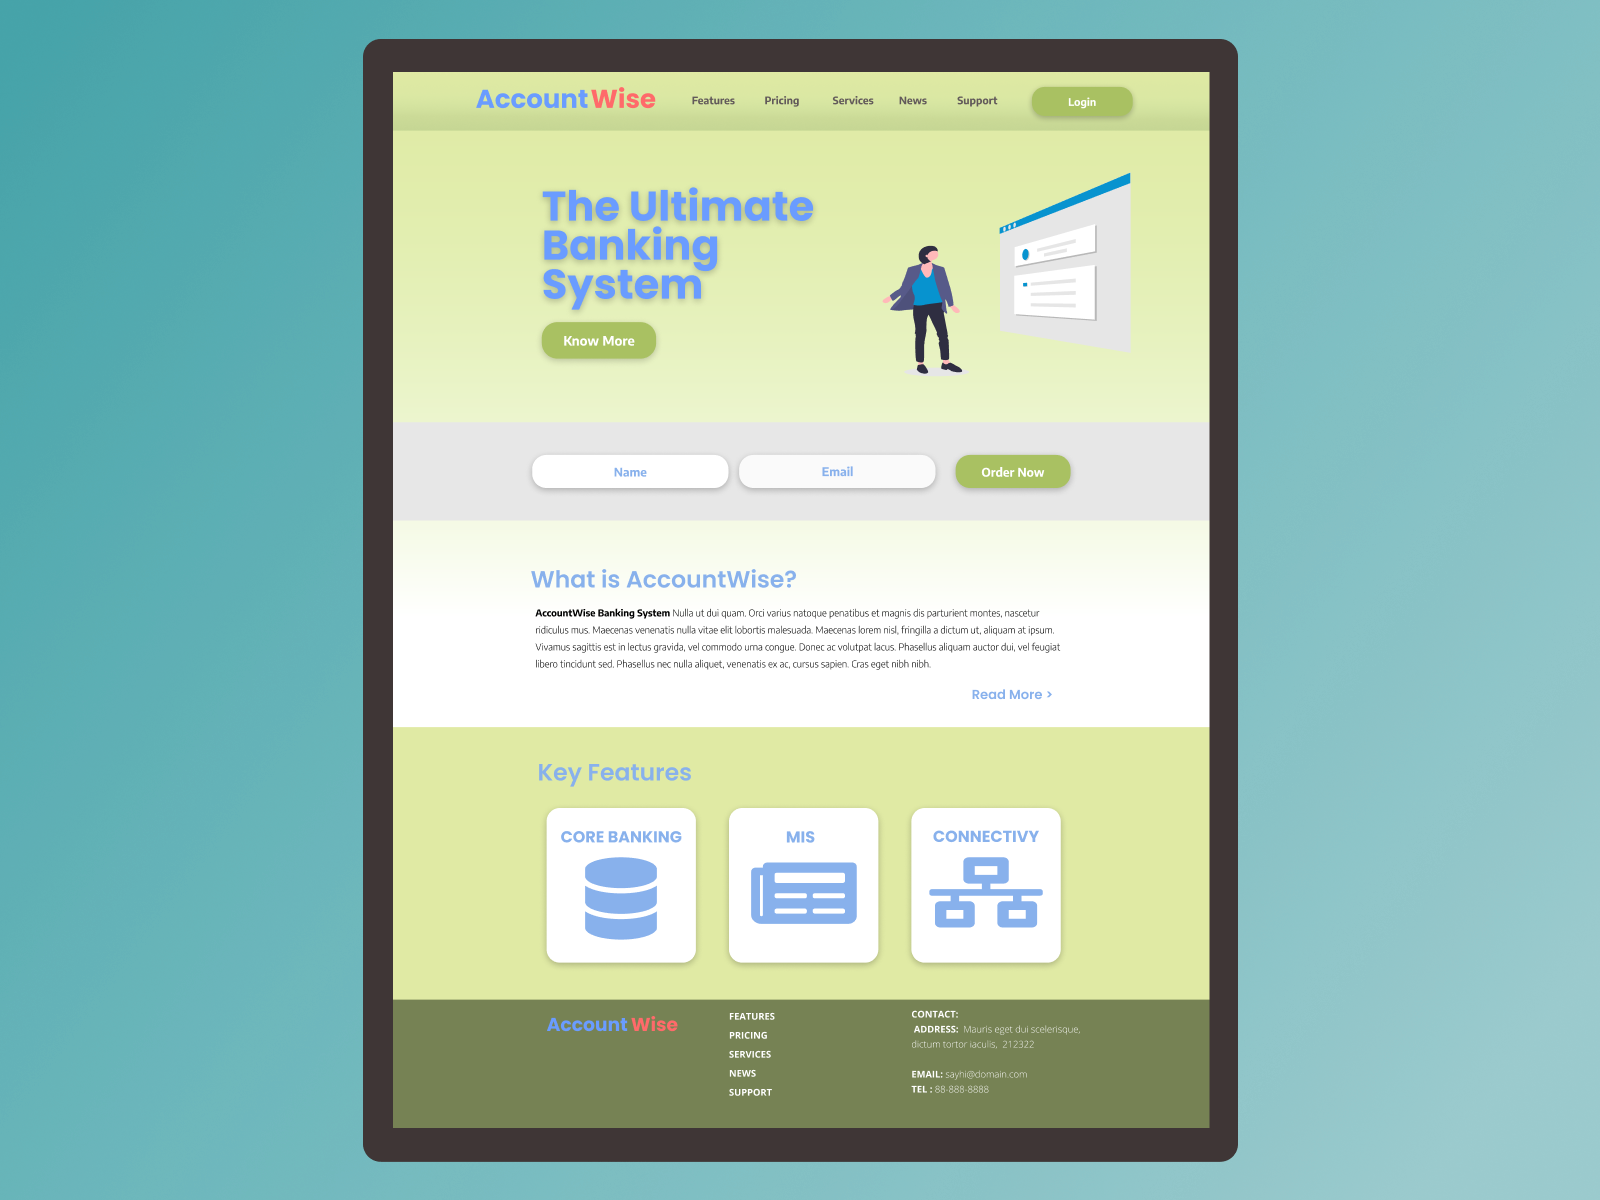 AccountWise Features Pricing Services News Support Login
The Ultimate
Banking
System
Know More
Name Email Order Now
What is AccountWise?
AccountWise Banking System Nulla ut dui quam. Orci varius natoque penatibus et magnis dis parturient montes, nascetur
ridiculus mus. Maecenas venenatis nulla vitae elit lobortis malesuada. Maecenas lorem nisl, fringilla a dictum ut, aliquam at ipsum.
Vivamus sagittis est in lectus gravida, vel commodo urna congue. Donec ac volutpat lacus. Phasellus aliquam auctor dui, vel feugiat
libero tincidunt sed. Phasellus nec nulla aliquet, venenatis ex ac, cursus sapien. Cras eget nibh nibh.
Read More >
Key Features
CORE BANKING
MIS
CONNECTIVY
AccountWise
FEATURES
PRICING
SERVICES
NEWS
SUPPORT
CONTACT:
ADDRESS: Mauris eget dui scelerisque,
dictum tortor iaculis, 212322
EMAIL: sayhi@domain.com
TEL : 88-888-8888